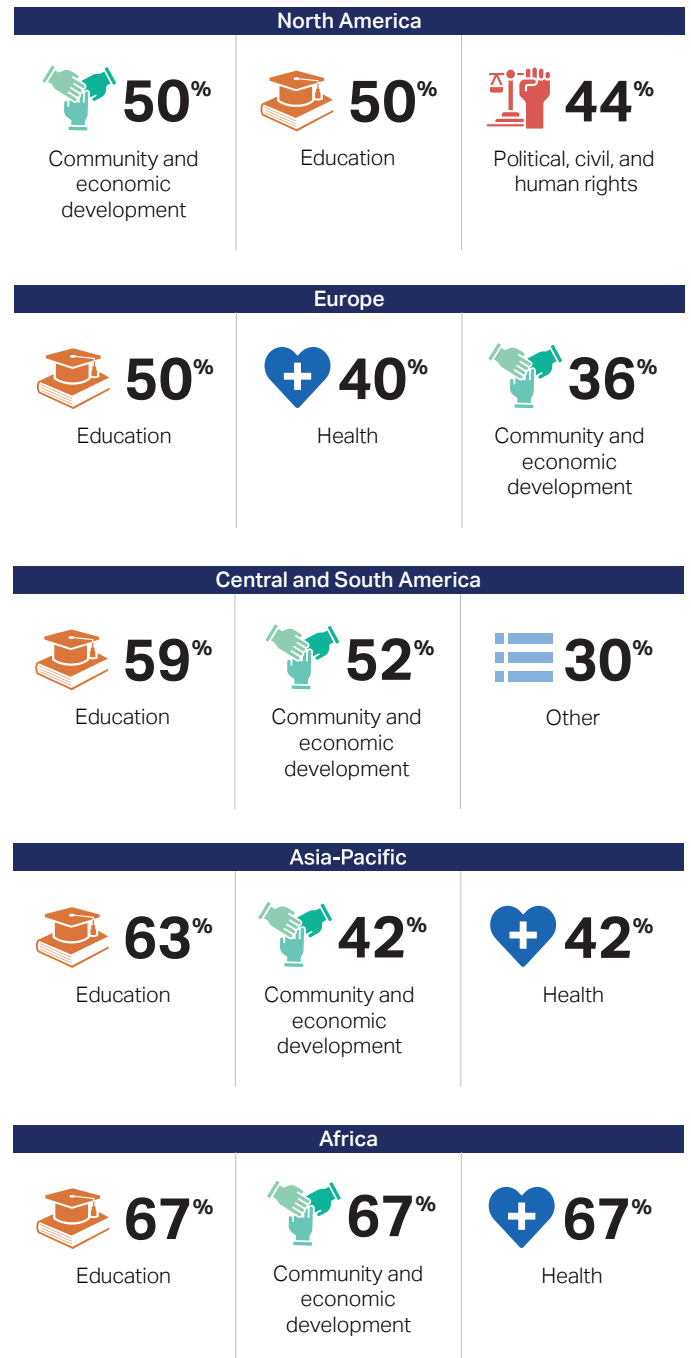 North America
50%
Community and
economic
development
50%
Education
44%
Political, civil, and
human rights
Europe
50%
Education
40%
Health
36%
Community and
economic
development
Central and South America
59%
Education
52%
Community and
economic
development
30%
Other
Asia-Pacific
63%
Education
42%
Community and
economic
development
42%
Health
Africa
67%
Education
67%
Community and
economic
development
67%
Health